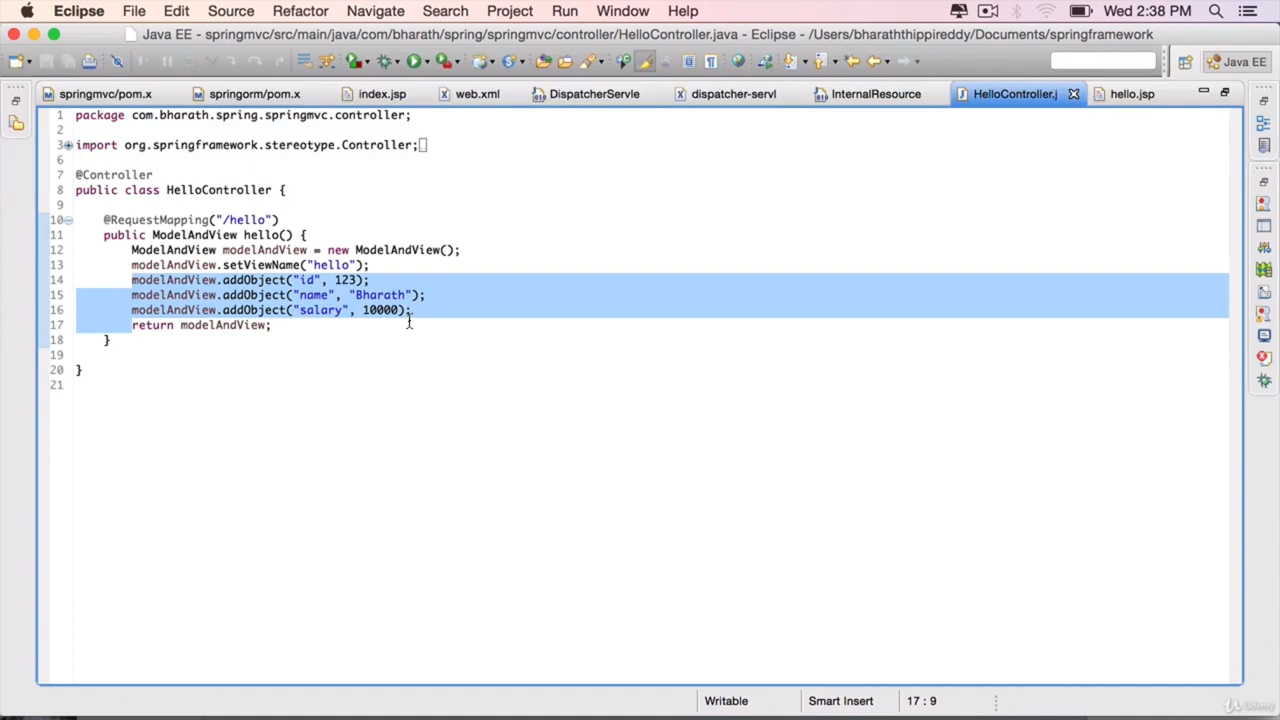 Eclipse File Edit Source Refactor Navigate Search Project Run Window Help Wed 2:38 PM
Java EE - springmvc/src/main/java/com/bharath/spring/springmvc/controller/HelloController.java - Eclipse - /Users/bharaththippireddy/Documents/springframework
Java EE
springmvc/pom.x springorm/pom.x index.jsp web.xml DispatcherServle dispatcher-servl InternalResource HelloController.j hello.jsp
1 package com.bharath.spring.springmvc.controller;
2
3 import org.springframework.stereotype.Controller;
6
7 @Controller
8 public class HelloController {
9
10 @RequestMapping("/hello")
11 public ModelAndView hello() {
12 ModelAndView modelAndView = new ModelAndView();
13 modelAndView.setViewName("hello");
14 modelAndView.addObject("id", 123);
15 modelAndView.addObject("name", "Bharath");
16 modelAndView.addObject("salary", 10000);
17 return modelAndView;
18 }
19
20 }
21
Writable Smart Insert 17 : 9
Udemy